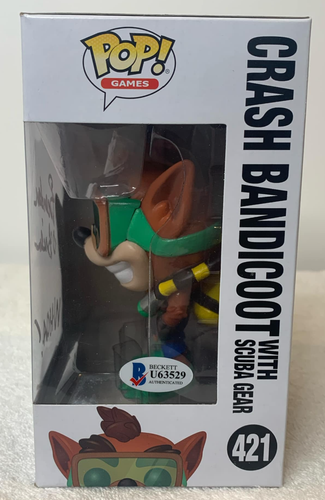 POP!
GAMES
CRASH BANDICOOT
WITH
SCUBA GEAR
421
B
BECKETT
U63529
AUTHENTICATED